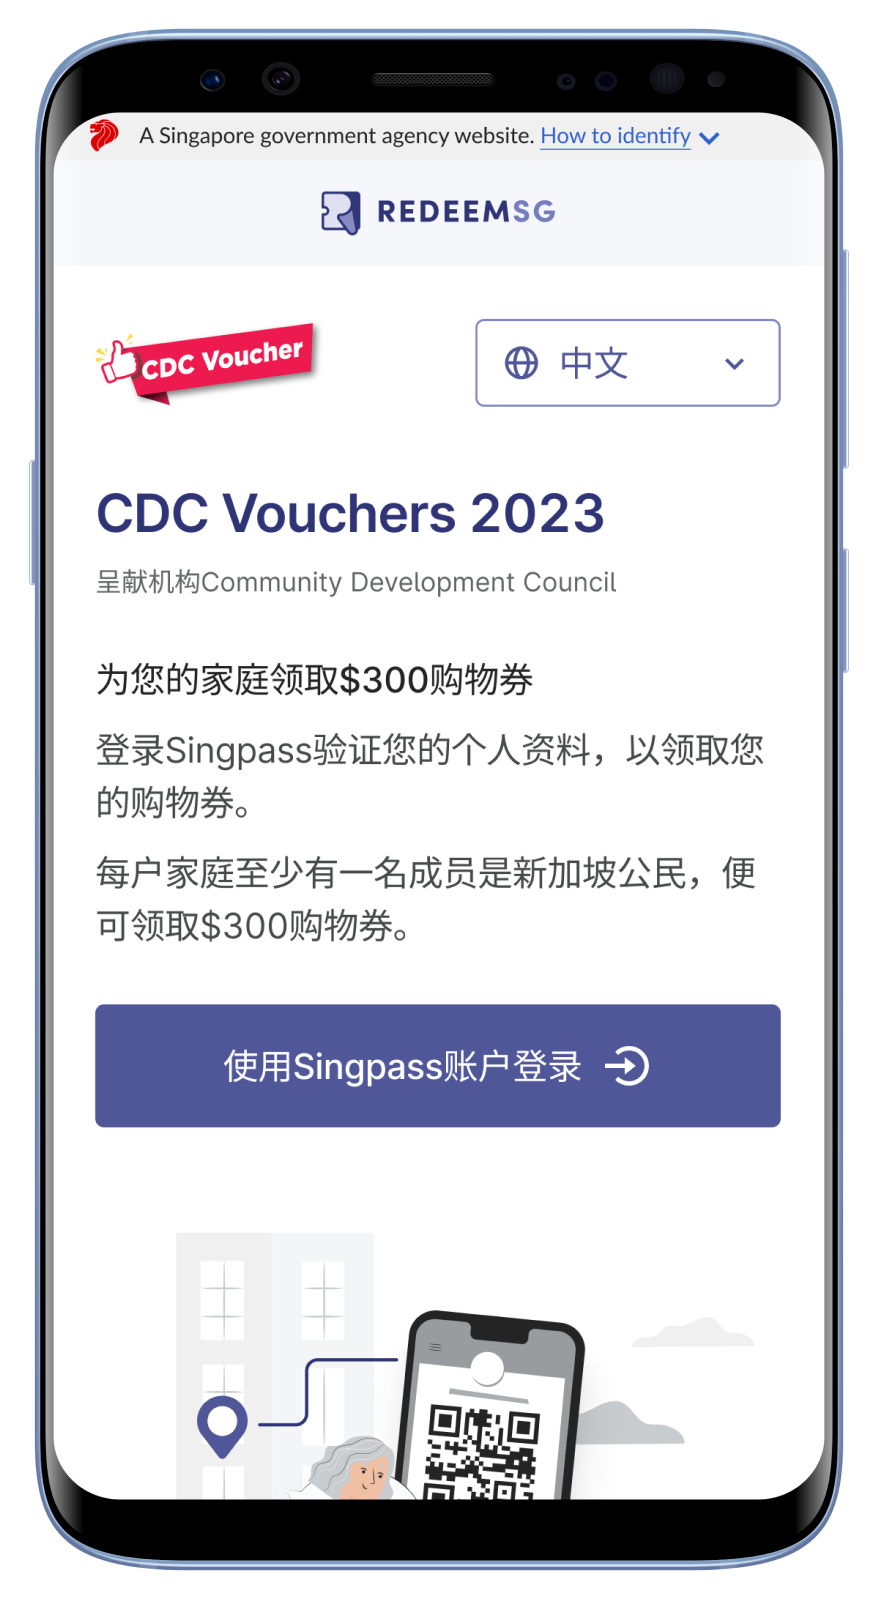 A Singapore government agency website. How to identify
REDEEMSG
CDC Voucher
中文
CDC Vouchers 2023
呈献机构Community Development Council
为您的家庭领取$300购物券
登录Singpass验证您的个人资料，以领取您
的购物券。
每户家庭至少有一名成员是新加坡公民，便
可领取$300购物券。
使用Singpass账户登录